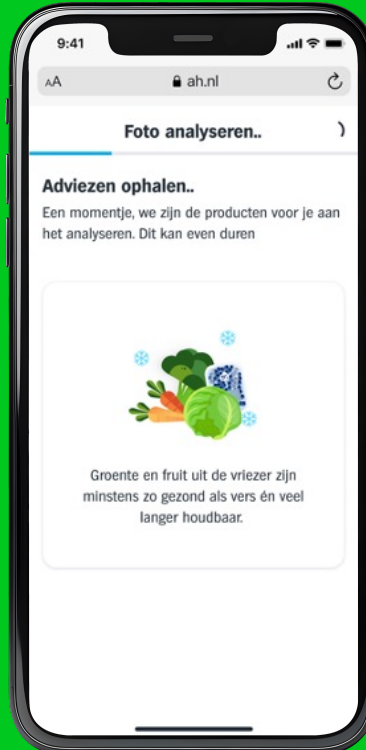 9:41
AA
ah.nl
Foto analyseren..
Adviezen ophalen..
Een momentje, we zijn de producten voor je aan
het analyseren. Dit kan even duren
Groente en fruit uit de vriezer zijn
minstens zo gezond als vers én veel
langer houdbaar.